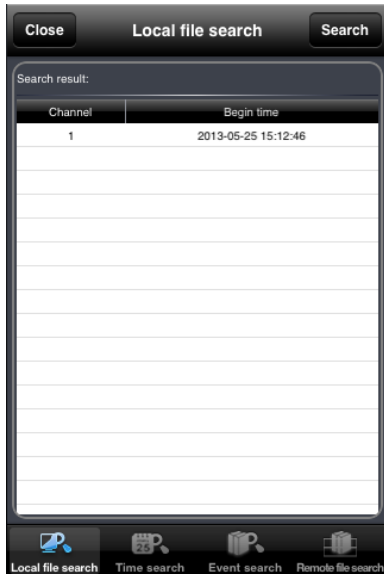 Close Local file search Search
Search result:
Channel Begin time
1 2013-05-25 15:12:46
25
Local file search Time search Event search Remote file search